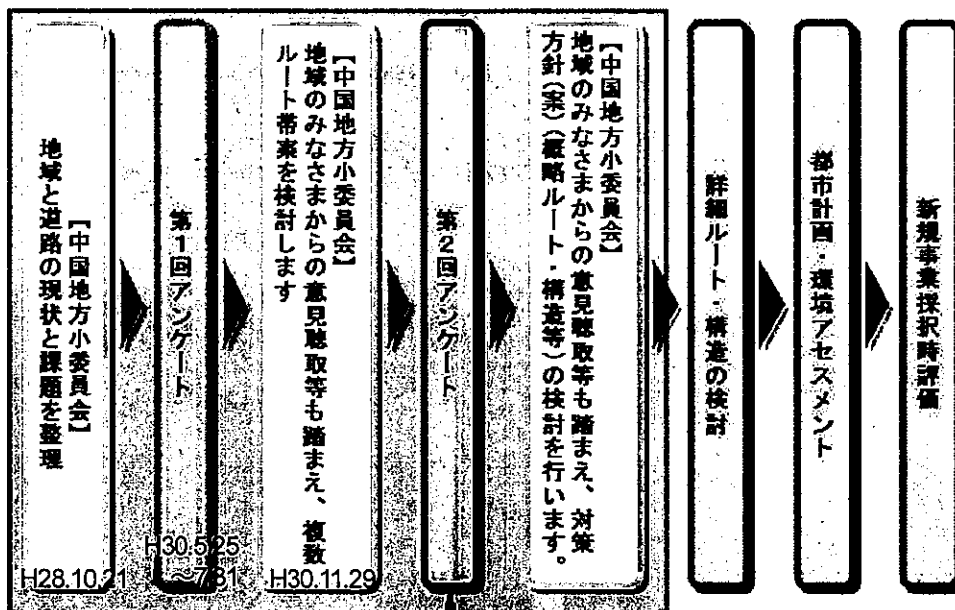 【中国地方小委員会】
地域と道路の現状と課題を整理
H28.10.21
第1回アンケート
H30.5.25
～7.31
【中国地方小委員会】
地域のみなさまからの意見聴取等も踏まえ、複数
ルート帯案を検討します
H30.11.29
第2回アンケート
【中国地方小委員会】
地域のみなさまからの意見聴取等も踏まえ、対策
方針（案）（概略ルート・構造等）の検討を行います。
詳細ルート・構造の検討
都市計画・環境アセスメント
新規事業採択時評価